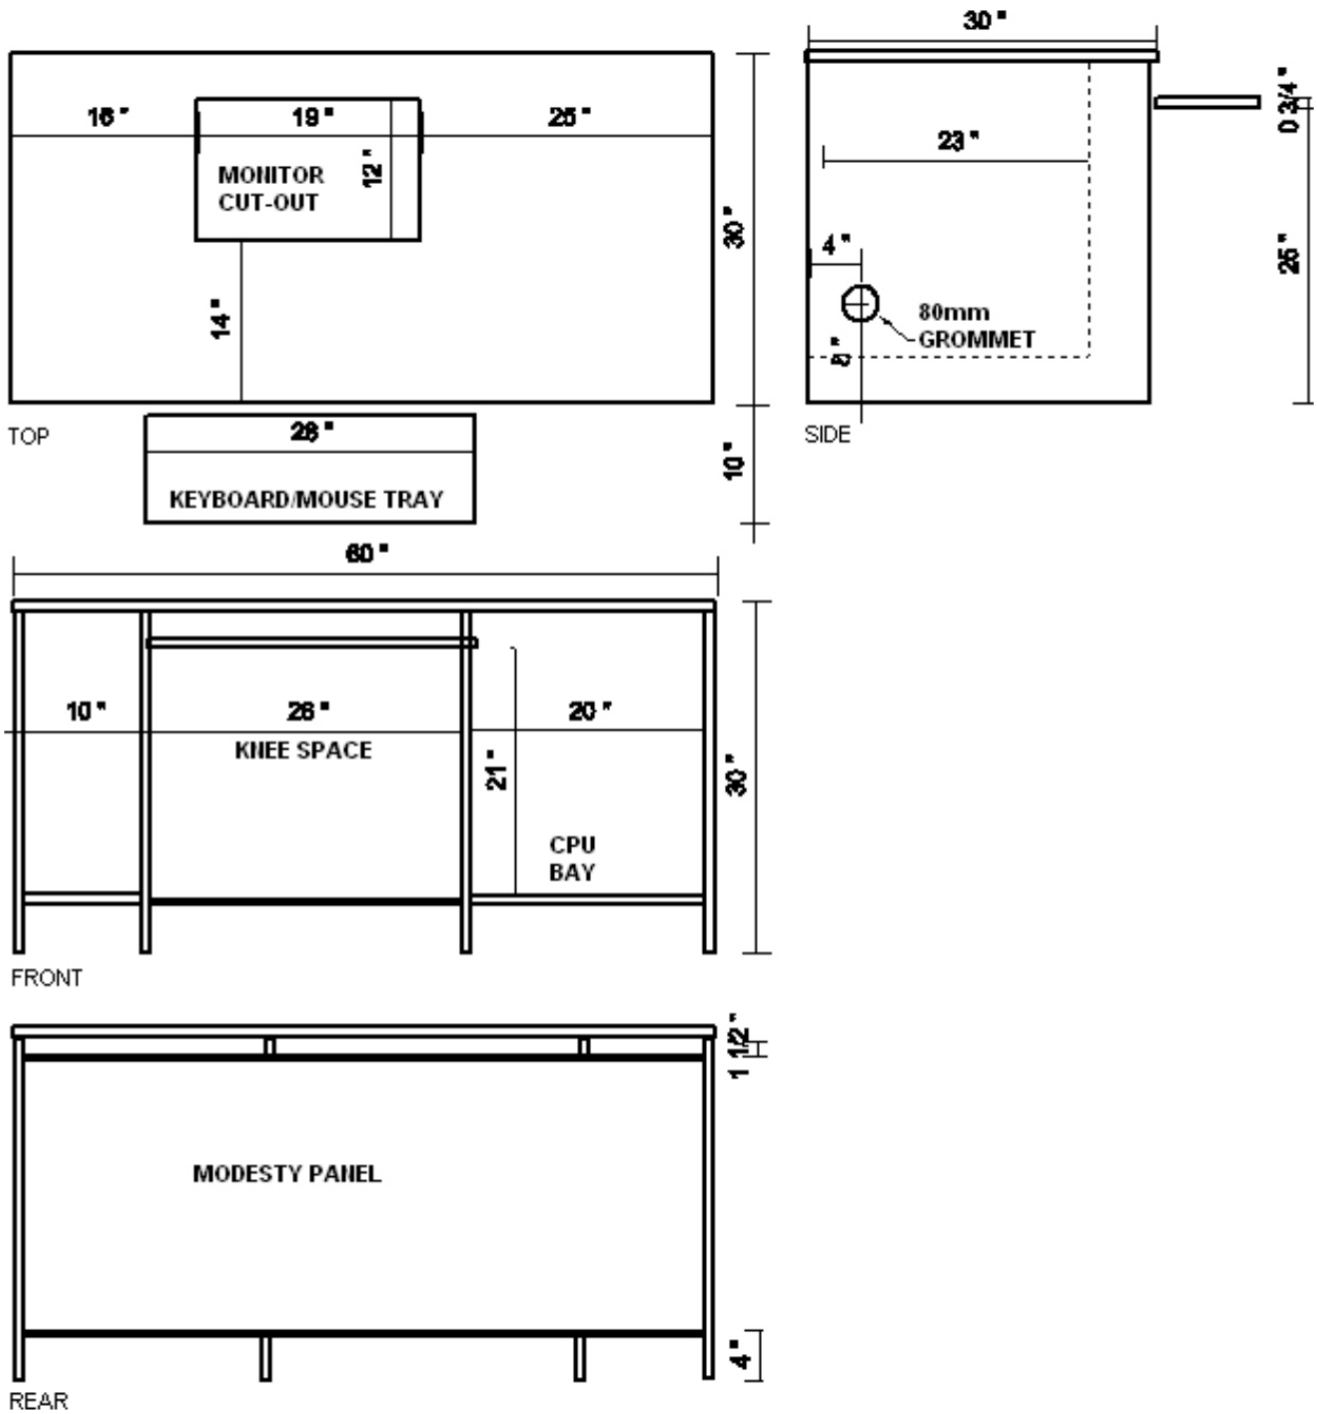 30 "
16 "
19 "
25 "
12 "
MONITOR
CUT-OUT
14 "
30 "
TOP
28 "
KEYBOARD/MOUSE TRAY
10 "
0 3/4 "
23 "
4 "
25 "
80mm
GROMMET
8 "
SIDE
60 "
10 "
26 "
20 "
KNEE SPACE
21 "
30 "
CPU
BAY
FRONT
1 1/2 "
MODESTY PANEL
4 "
REAR